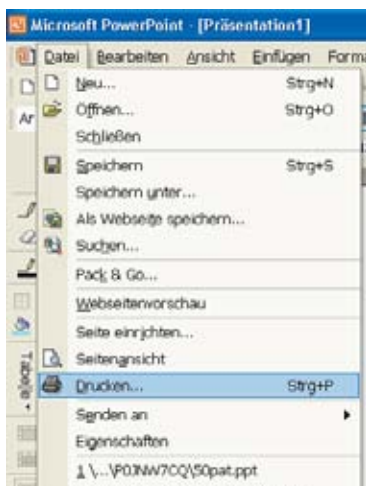 Microsoft PowerPoint - [Präsentation1]
Datei Bearbeiten Ansicht Einfügen Forma
Neu... Strg+N
Öffnen... Strg+O
Schließen
Speichern Strg+S
Speichern unter...
Als Webseite speichern...
Suchen...
Pack & Go...
Webseitenvorschau
Seite einrichten...
Seitenansicht
Drucken... Strg+P
Senden an
Eigenschaften
1 \...\P0JNW7CQ\50pat.ppt
Ar
Tabelle